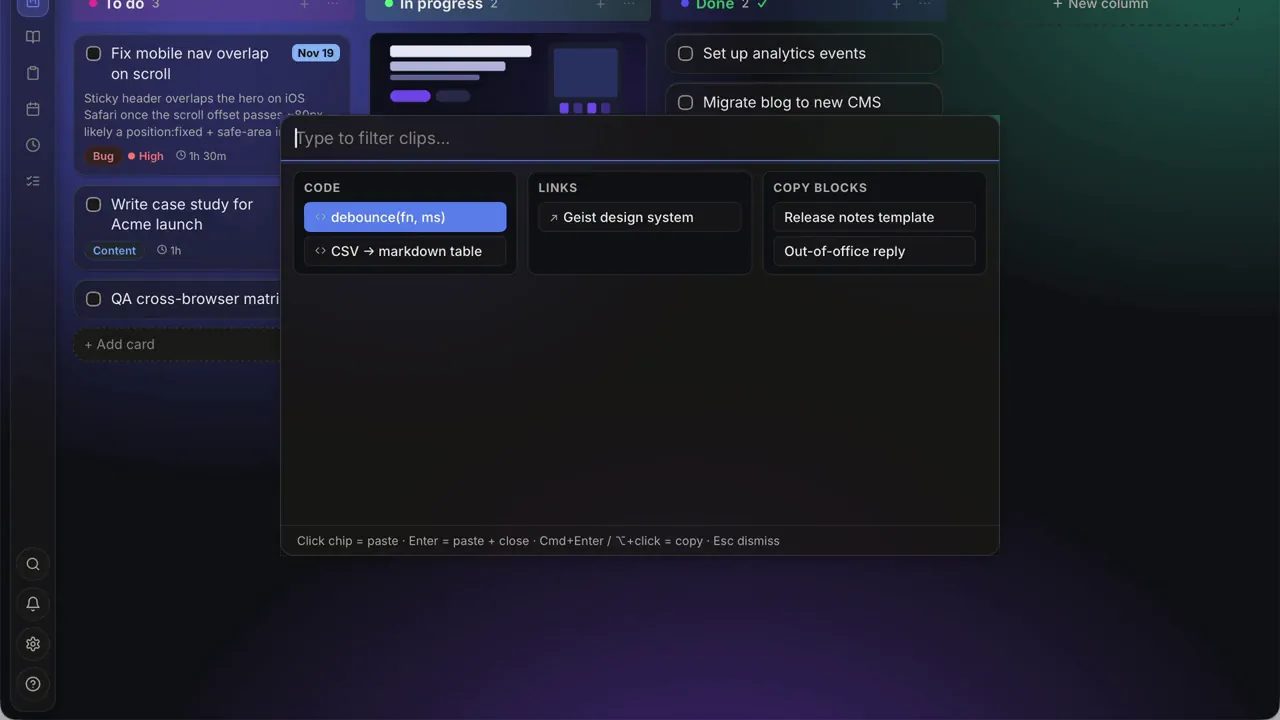 To do 3
In progress 2
Done 2
+ New column
Fix mobile nav overlap
on scroll
Nov 19
Sticky header overlaps the hero on iOS
Safari once the scroll offset passes ~80px
likely a position:fixed + safe-area
Bug
High
1h 30m
Write case study for
Acme launch
Content
1h
QA cross-browser
+ Add card
Set up analytics events
Migrate blog to new CMS
Type to filter clips...
CODE
debounce(fn, ms)
CSV → markdown table
LINKS
Geist design system
COPY BLOCKS
Release notes template
Out-of-office reply
Click chip = paste · Enter = paste + close · Cmd+Enter / ⌥+click = copy · Esc dismiss